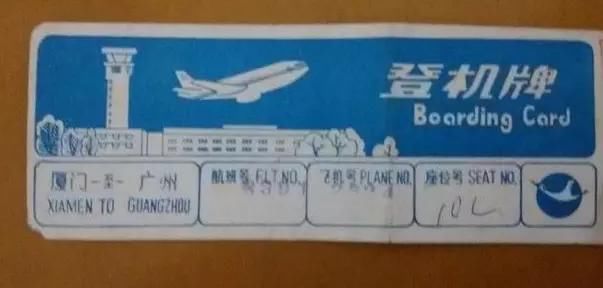 登机牌
Boarding Card
厦门-至-广州
XIAMEN TO GUANGZHOU
航班号 FLT.NO.
飞机号 PLANE NO.
座位号 SEAT NO.
10L